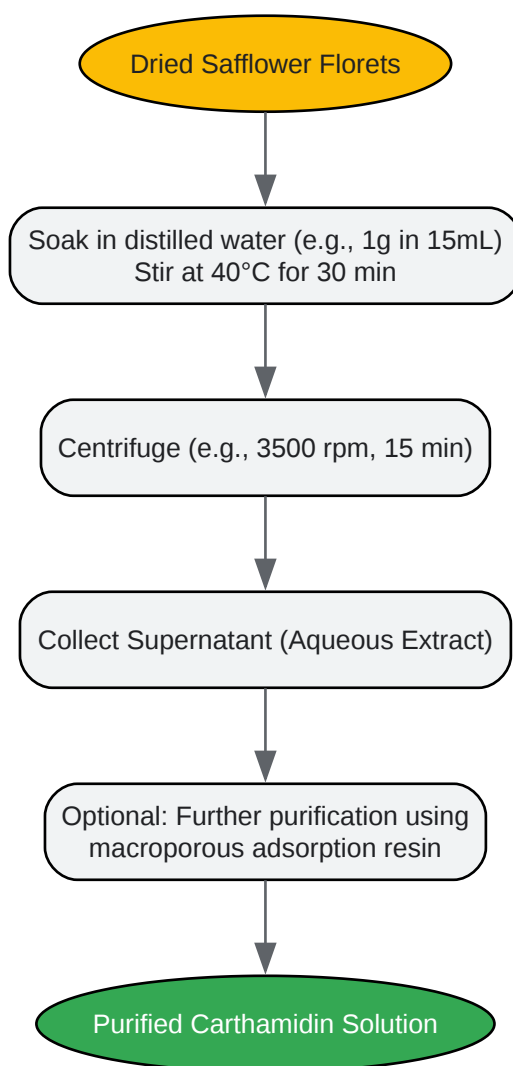 Dried Safflower Florets
Soak in distilled water (e.g., 1g in 15mL)
Stir at 40°C for 30 min
Centrifuge (e.g., 3500 rpm, 15 min)
Collect Supernatant (Aqueous Extract)
Optional: Further purification using
macroporous adsorption resin
Purified Carthamidin Solution